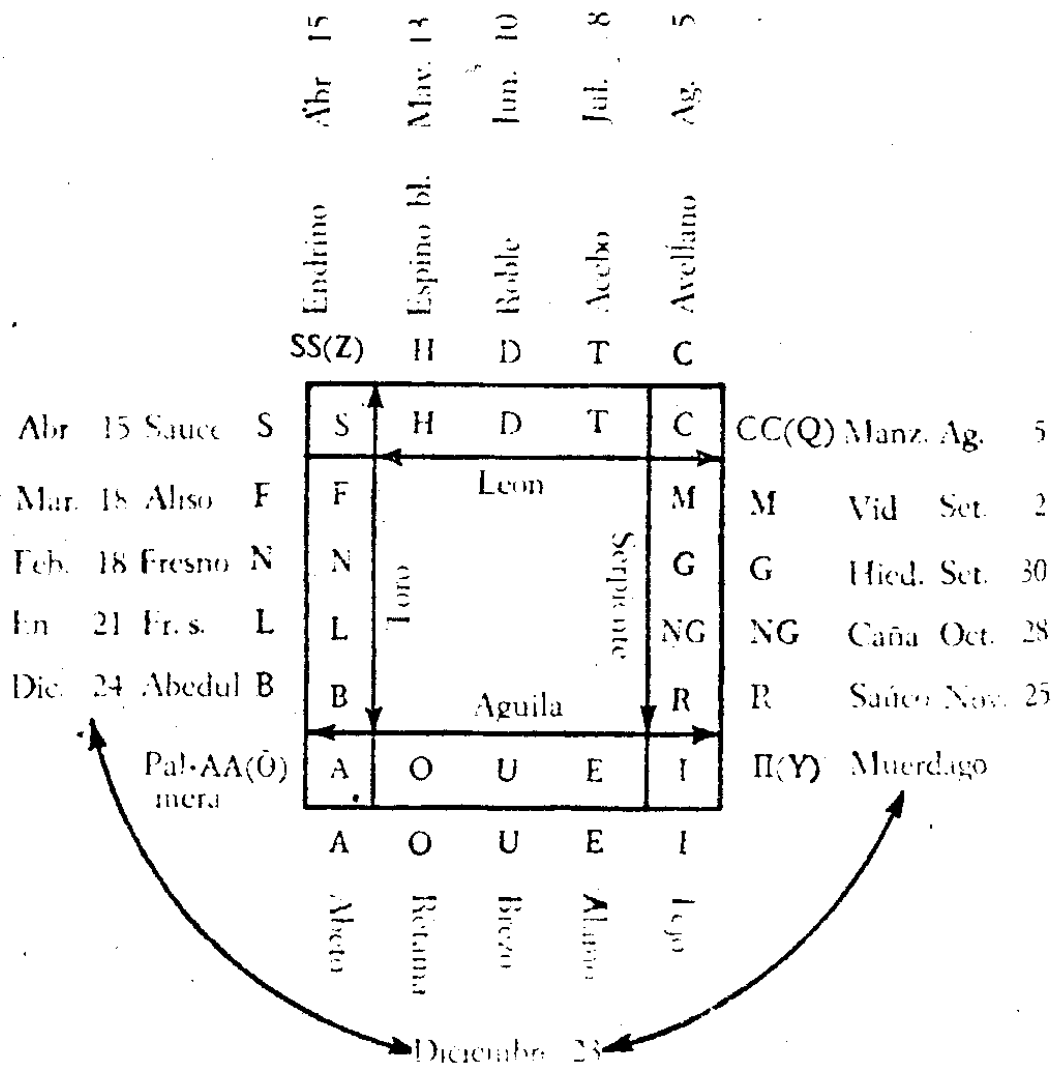 Abr 15
May. 13
Jun. 10
Jul. 8
Ag. 5
Endrino
Espino bl.
Roble
Acebo
Avellano
SS(Z) H D T C
Abr 15 Sauce S S H D T C CC(Q) Manz. Ag. 5
Leon
Mar. 18 Aliso F F M M Vid Set. 2
Feb. 18 Fresno N N G G Hied. Set. 30
Toro
Serpiente
En 21 Fr. s. L L NG NG Caña Oct. 28
Dic. 24 Abedul B B R R Saúco Nov. 25
Aguila
Pal-AA(O) A O U E I II(Y) Muerdago
mera
A O U E I
Abeto
Retama
Brezo
Alamo
Tejo
Diciembre 23